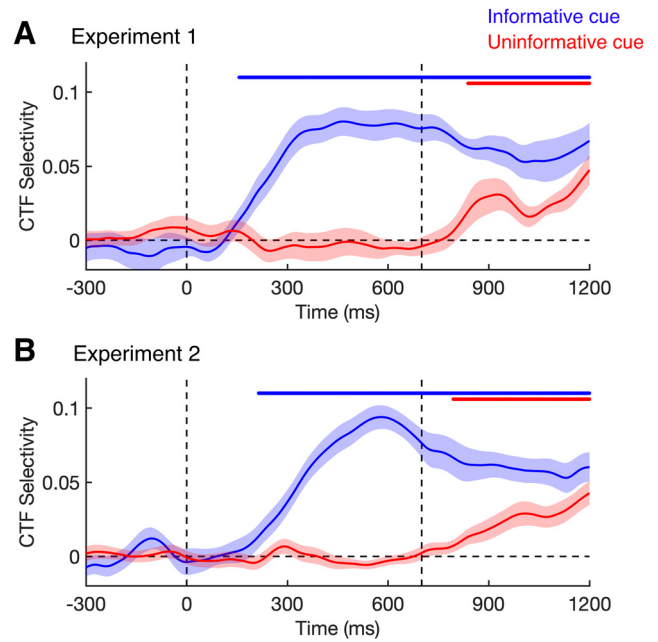 Informative cue
Uninformative cue
A Experiment 1
CTF Selectivity
0.1
0.05
0
-300 0 300 600 900 1200
Time (ms)
B Experiment 2
CTF Selectivity
0.1
0.05
0
-300 0 300 600 900 1200
Time (ms)